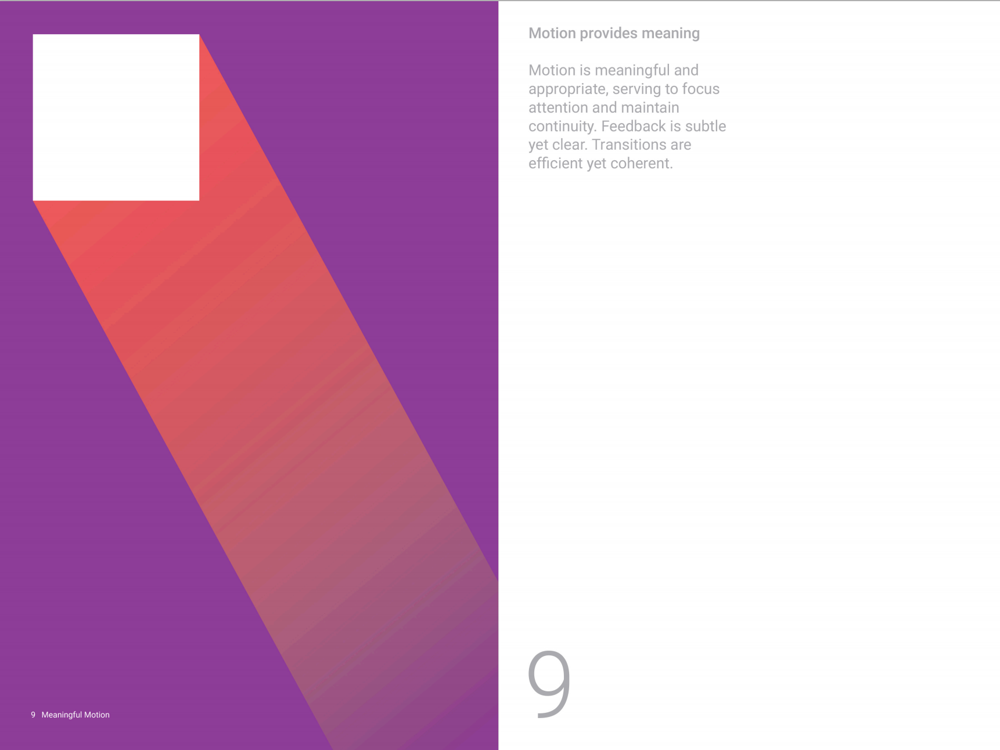 9 Meaningful Motion
Motion provides meaning
Motion is meaningful and
appropriate, serving to focus
attention and maintain
continuity. Feedback is subtle
yet clear. Transitions are
efficient yet coherent.
9